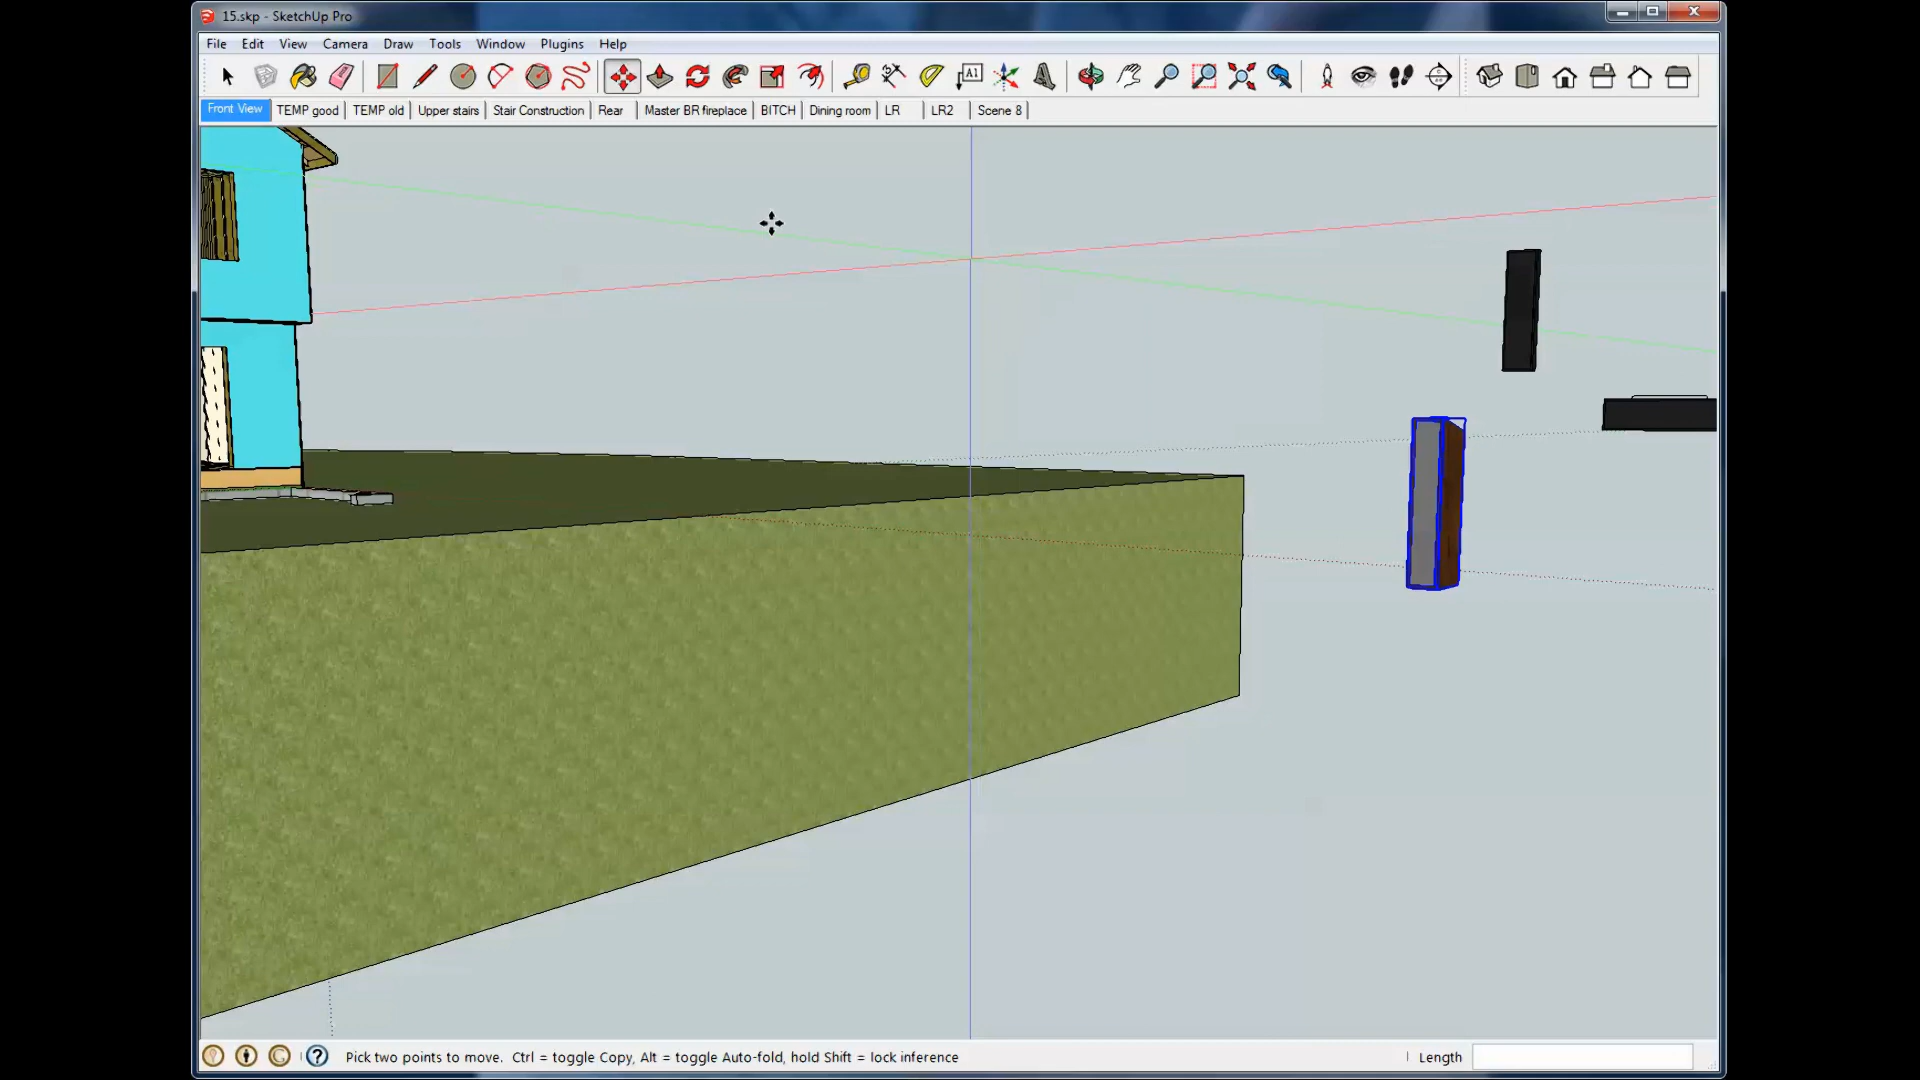 15.skp - SketchUp Pro
File Edit View Camera Draw Tools Window Plugins Help
A1
Front View TEMP good TEMP old Upper stairs Stair Construction Rear Master BR fireplace BITCH Dining room LR LR2 Scene 8
Pick two points to move. Ctrl = toggle Copy, Alt = toggle Auto-fold, hold Shift = lock inference Length